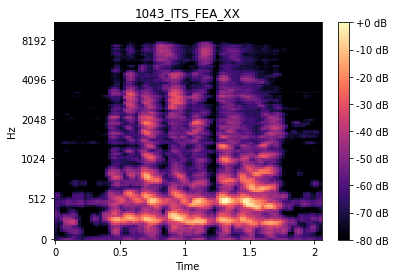 1043_ITS_FEA_XX
+0 dB
8192
-10 dB
4096
-20 dB
-30 dB
2048
Hz
-40 dB
1024
-50 dB
512
-60 dB
-70 dB
0
-80 dB
0 0.5 1 1.5 2
Time